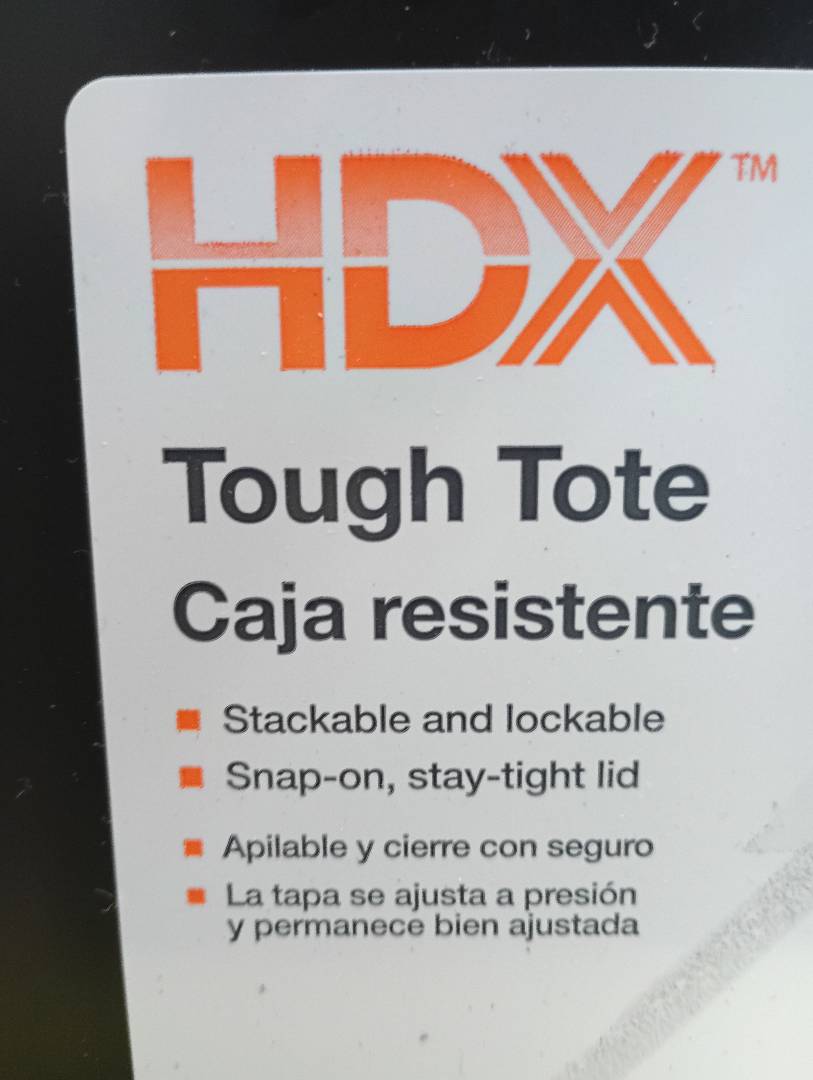 HDX™
Tough Tote
Caja resistente
Stackable and lockable
Snap-on, stay-tight lid
Apilable y cierre con seguro
La tapa se ajusta a presión
y permanece bien ajustada